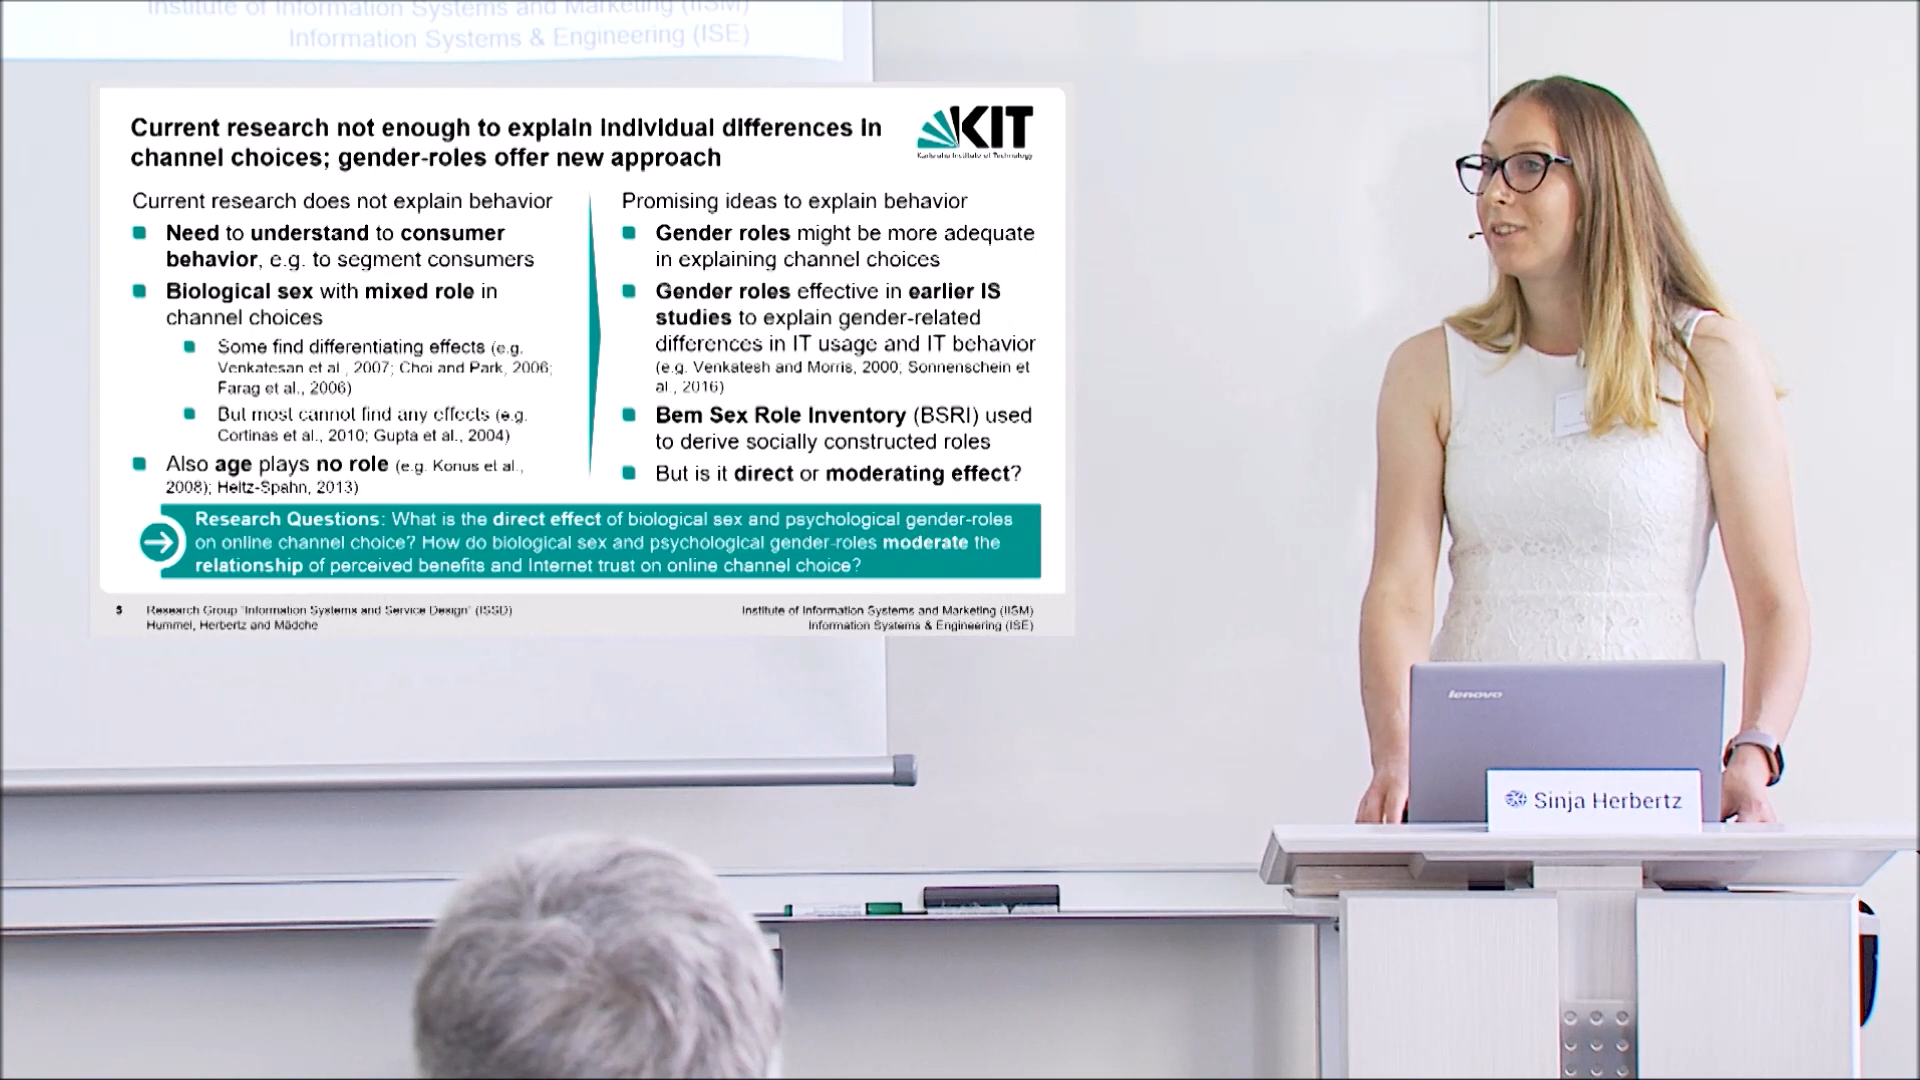 Institute of Information Systems and Marketing (IISM)
Information Systems & Engineering (ISE)
Current research not enough to explain individual differences in
channel choices; gender-roles offer new approach
KIT
Karlsruhe Institute of Technology
Current research does not explain behavior
Need to understand to consumer
behavior, e.g. to segment consumers
Biological sex with mixed role in
channel choices
Some find differentiating effects (e.g.
Venkatesan et al., 2007; Choi and Park, 2006;
Farag et al., 2006)
But most cannot find any effects (e.g.
Cortinas et al., 2010; Gupta et al., 2004)
Also age plays no role (e.g. Konus et al.,
2008); Heitz-Spahn, 2013)
Promising ideas to explain behavior
Gender roles might be more adequate
in explaining channel choices
Gender roles effective in earlier IS
studies to explain gender-related
differences in IT usage and IT behavior
(e.g. Venkatesh and Morris, 2000; Sonnenschein et
al., 2016)
Bem Sex Role Inventory (BSRI) used
to derive socially constructed roles
But is it direct or moderating effect?
Research Questions: What is the direct effect of biological sex and psychological gender-roles
on online channel choice? How do biological sex and psychological gender-roles moderate the
relationship of perceived benefits and Internet trust on online channel choice?
Research Group "Information Systems and Service Design" (ISSD)
Hummel, Herbertz and Mädche
Institute of Information Systems and Marketing (IISM)
Information Systems & Engineering (ISE)
lenovo
Sinja Herbertz